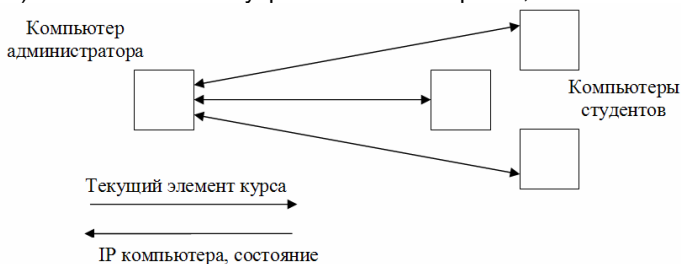 Компьютер
администратора
Компьютеры
студентов
Текущий элемент курса
IP компьютера, состояние